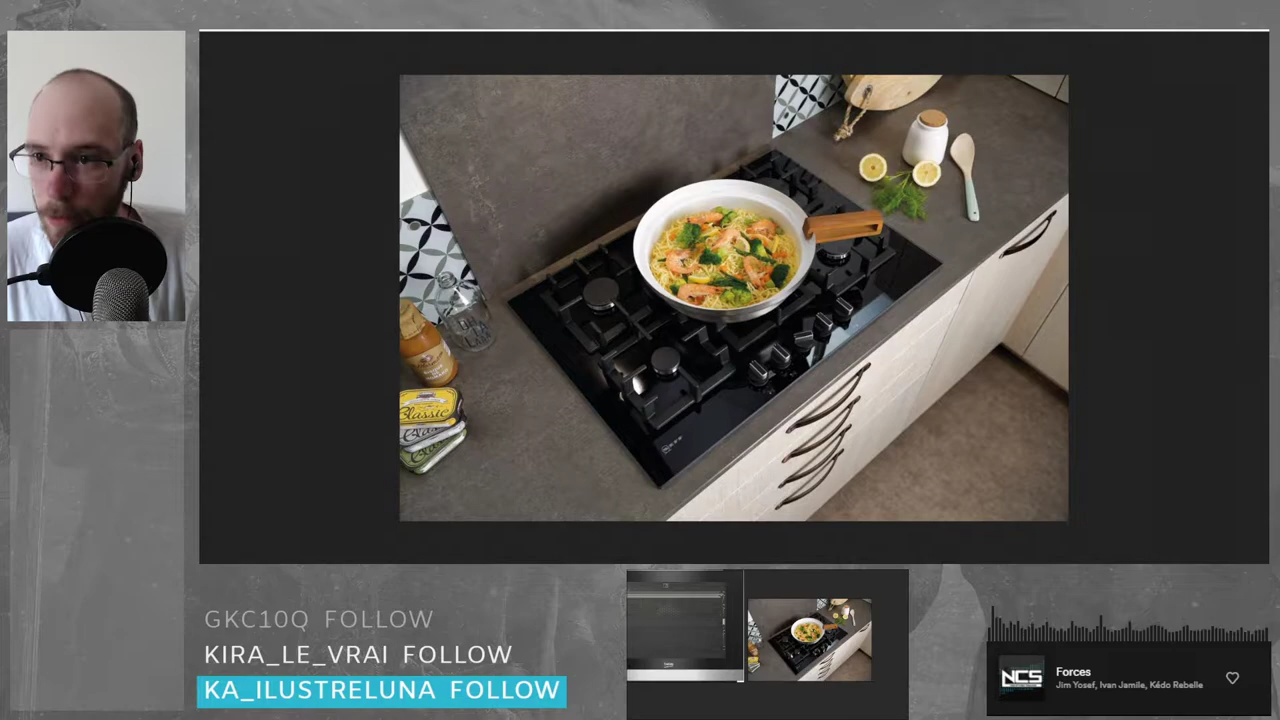 Classic
GKC10Q FOLLOW
KIRA_LE_VRAI FOLLOW
KA_ILUSTRELUNA FOLLOW
NCS
Forces
Jim Yosef, Ivan Jamile, Kédo Rebelle